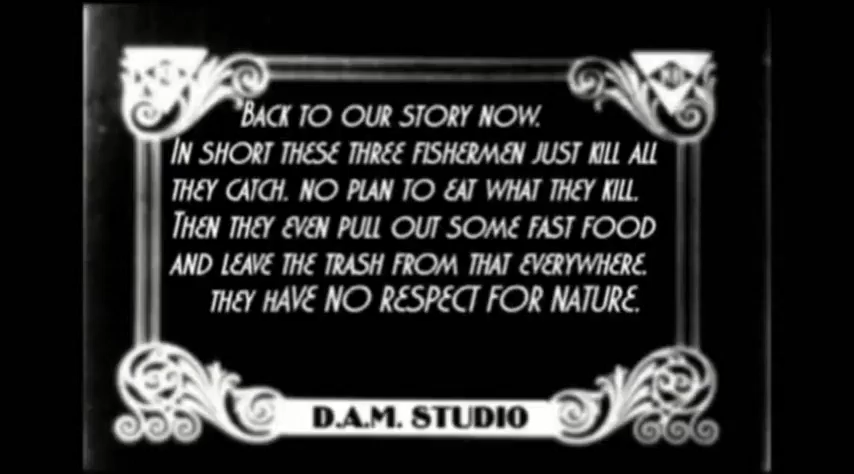 BACK TO OUR STORY NOW.
IN SHORT THESE THREE FISHERMEN JUST KILL ALL
THEY CATCH. NO PLAN TO EAT WHAT THEY KILL.
THEN THEY EVEN PULL OUT SOME FAST FOOD
AND LEAVE THE TRASH FROM THAT EVERYWHERE.
THEY HAVE NO RESPECT FOR NATURE.
D.A.M. STUDIO